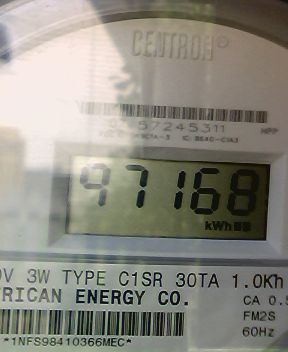 CENTRON®
57245311
97168
kWh
V 3W TYPE C1SR 30TA 1.0Kh
RICAN ENERGY CO.
CA 0.5
FM2S
60Hz
*1NFS98410366MEC*